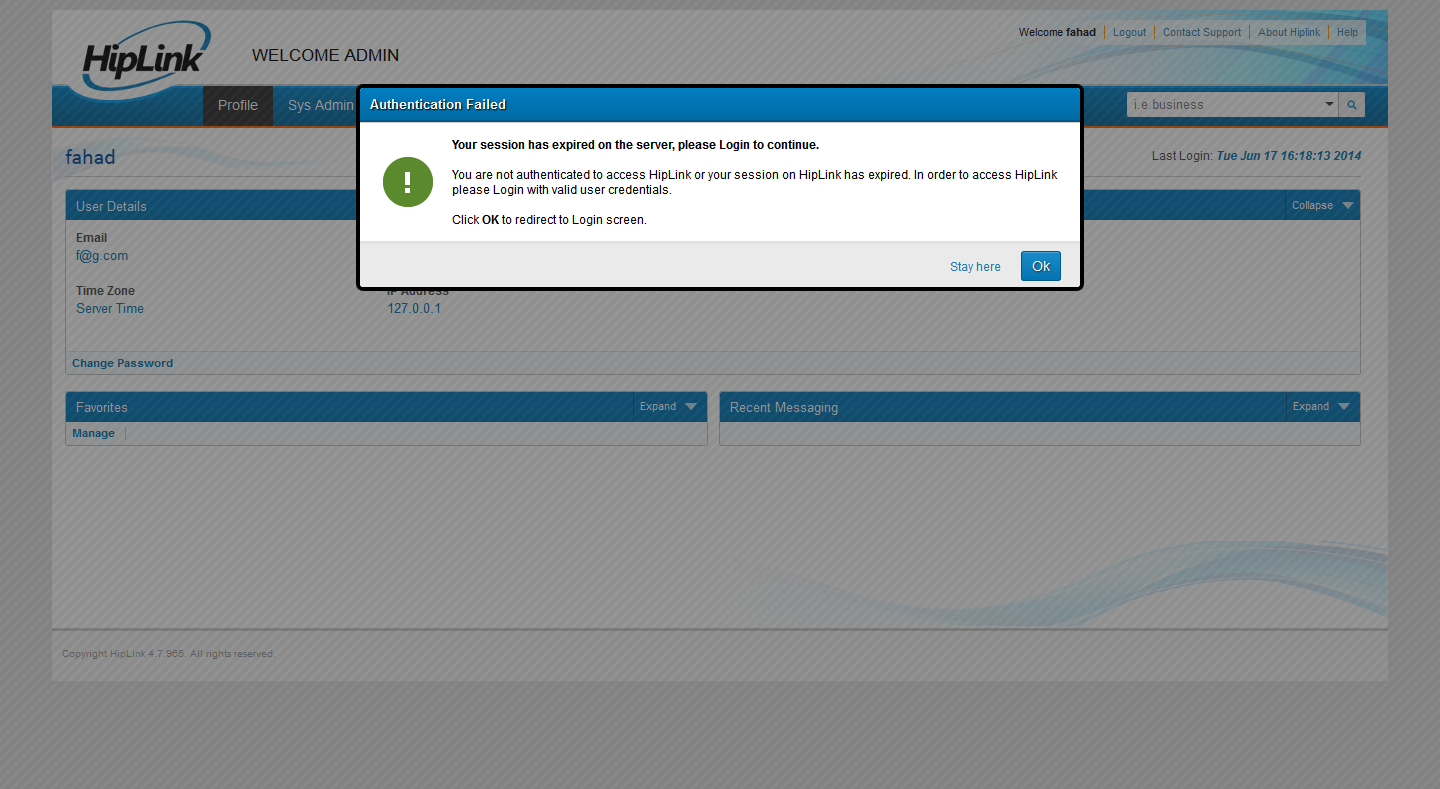 HipLink
WELCOME ADMIN
Welcome fahad
Logout
Contact Support
About Hiplink
Help
Profile
Sys Admin
i.e.business
Authentication Failed
Your session has expired on the server, please Login to continue.
You are not authenticated to access HipLink or your session on HipLink has expired. In order to access HipLink
please Login with valid user credentials.
Click OK to redirect to Login screen.
Stay here
Ok
fahad
Last Login: Tue Jun 17 16:18:13 2014
User Details
Collapse
Email
f@g.com
Time Zone
IP Address
Server Time
127.0.0.1
Change Password
Favorites
Expand
Recent Messaging
Expand
Manage
Copyright HipLink 4.7.965. All rights reserved.